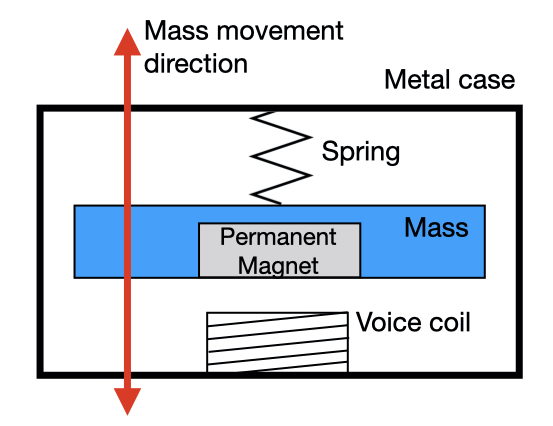 Mass movement
direction
Metal case
Spring
Mass
Permanent
Magnet
Voice coil